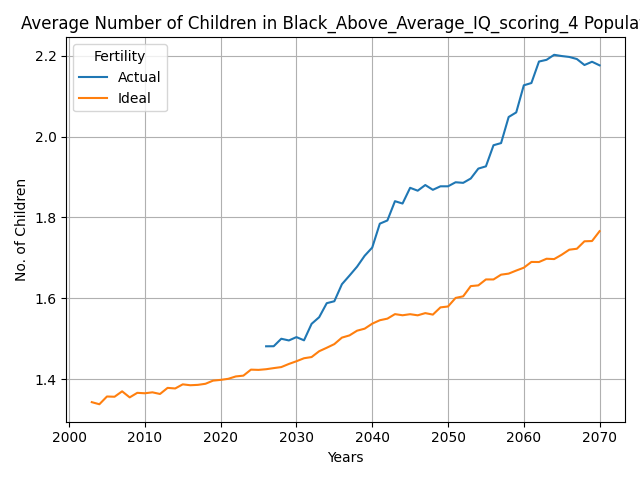 Average Number of Children in Black_Above_Average_IQ_scoring_4 Popula
Fertility
Actual
Ideal
2.2
2.0
1.8
1.6
1.4
No. of Children
2000 2010 2020 2030 2040 2050 2060 2070
Years